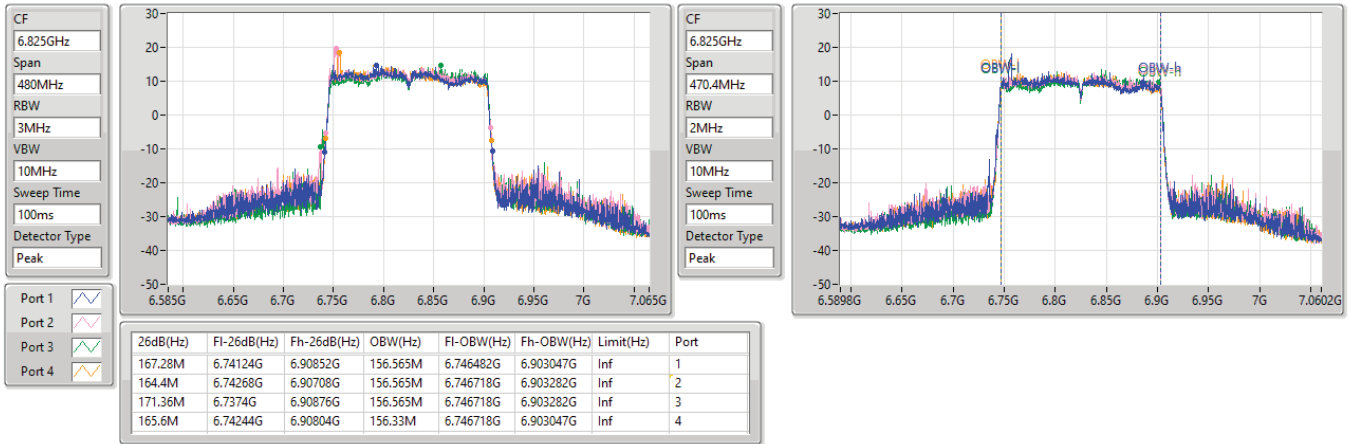 CF
6.825GHz
Span
480MHz
RBW
3MHz
VBW
10MHz
Sweep Time
100ms
Detector Type
Peak
30
20
10
0
-10
-20
-30
-40
-50
6.585G 6.65G 6.7G 6.75G 6.8G 6.85G 6.9G 6.95G 7G 7.065G
CF
6.825GHz
Span
470.4MHz
RBW
2MHz
VBW
10MHz
Sweep Time
100ms
Detector Type
Peak
30
20
10
0
-10
-20
-30
-40
-50
OBW-l OBW-h
6.5898G 6.65G 6.7G 6.75G 6.8G 6.85G 6.9G 6.95G 7G 7.0602G
Port 1
Port 2
Port 3
Port 4
26dB(Hz) Fl-26dB(Hz) Fh-26dB(Hz) OBW(Hz) Fl-OBW(Hz) Fh-OBW(Hz) Limit(Hz) Port
167.28M 6.74124G 6.90852G 156.565M 6.746482G 6.903047G Inf 1
164.4M 6.74268G 6.90708G 156.565M 6.746718G 6.903282G Inf 2
171.36M 6.7374G 6.90876G 156.565M 6.746718G 6.903282G Inf 3
165.6M 6.74244G 6.90804G 156.33M 6.746718G 6.903047G Inf 4